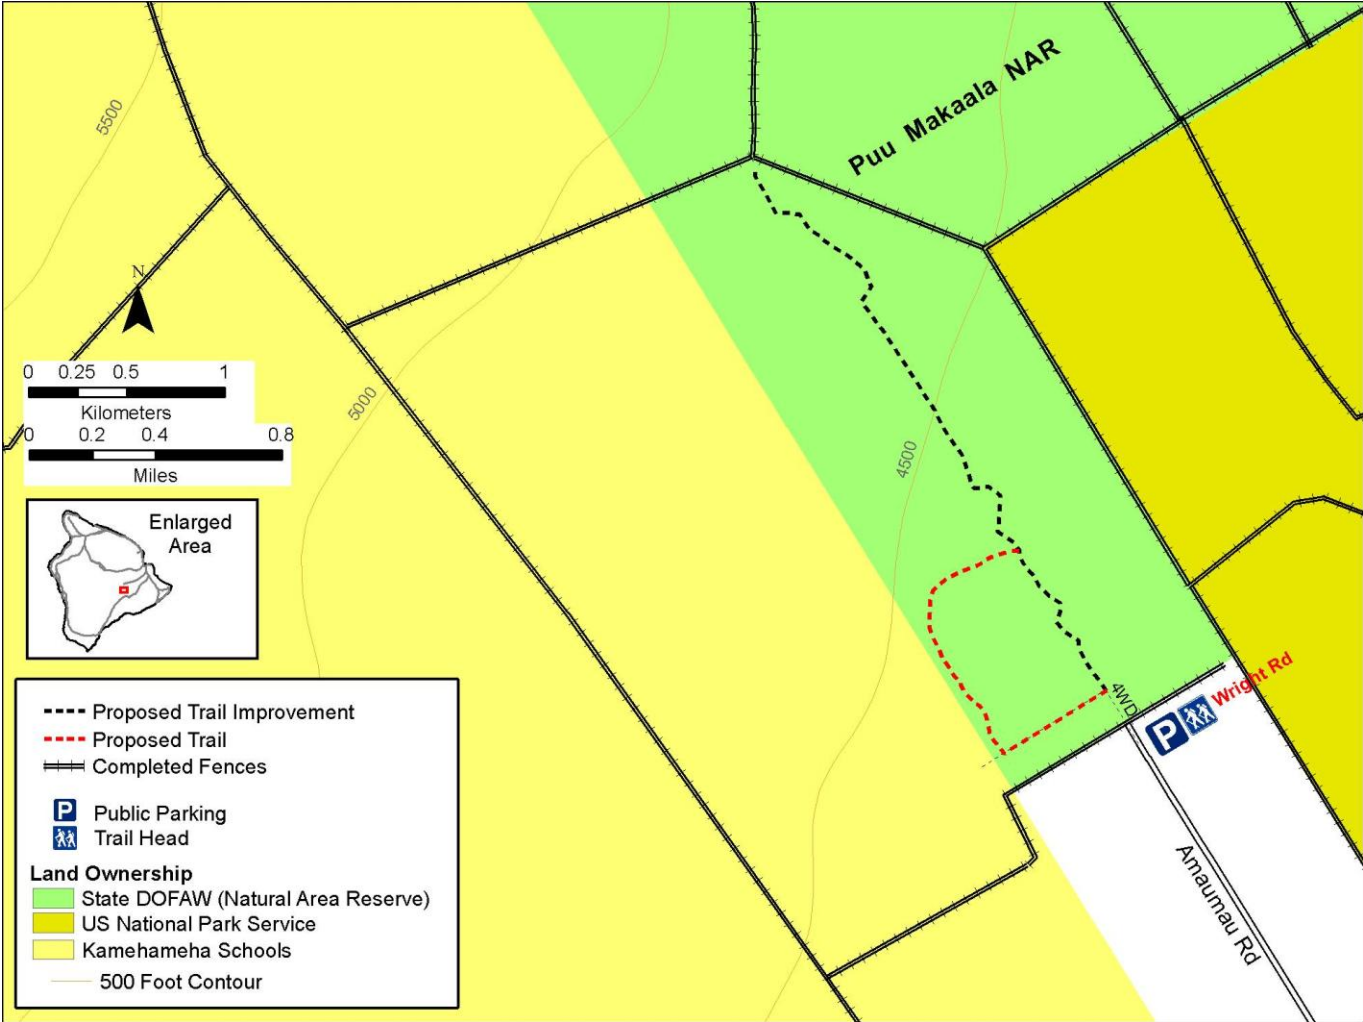 Puu Makaala NAR
5500
N
0 0.25 0.5 1
Kilometers
0 0.2 0.4 0.8
Miles
5000
4500
Enlarged
Area
4WD
P
Wright Rd
Amaumau Rd
Proposed Trail Improvement
Proposed Trail
Completed Fences
P
Public Parking
Trail Head
Land Ownership
State DOFAW (Natural Area Reserve)
US National Park Service
Kamehameha Schools
500 Foot Contour